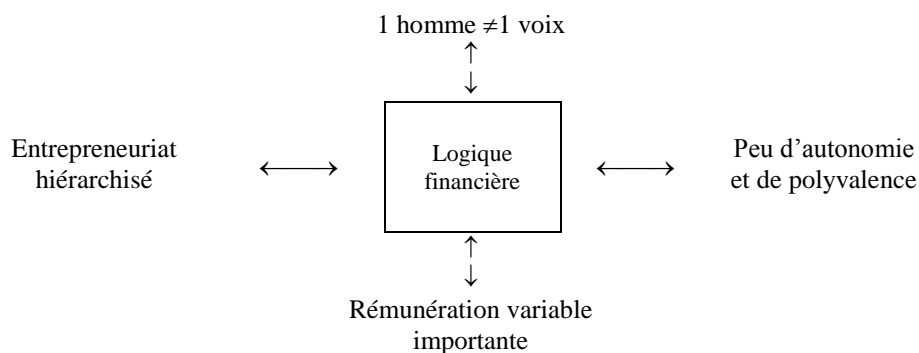 1 homme ≠1 voix
Entrepreneuriat
hiérarchisé
Logique
financière
Peu d’autonomie
et de polyvalence
Rémunération variable
importante